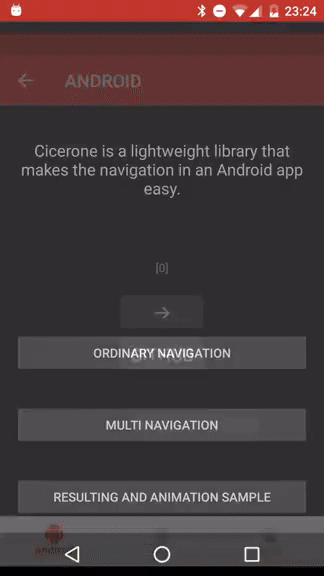 23:24
ANDROID
Cicerone is a lightweight library that
makes the navigation in an Android app
easy.
[0]
ORDINARY NAVIGATION
MULTI NAVIGATION
RESULTING AND ANIMATION SAMPLE